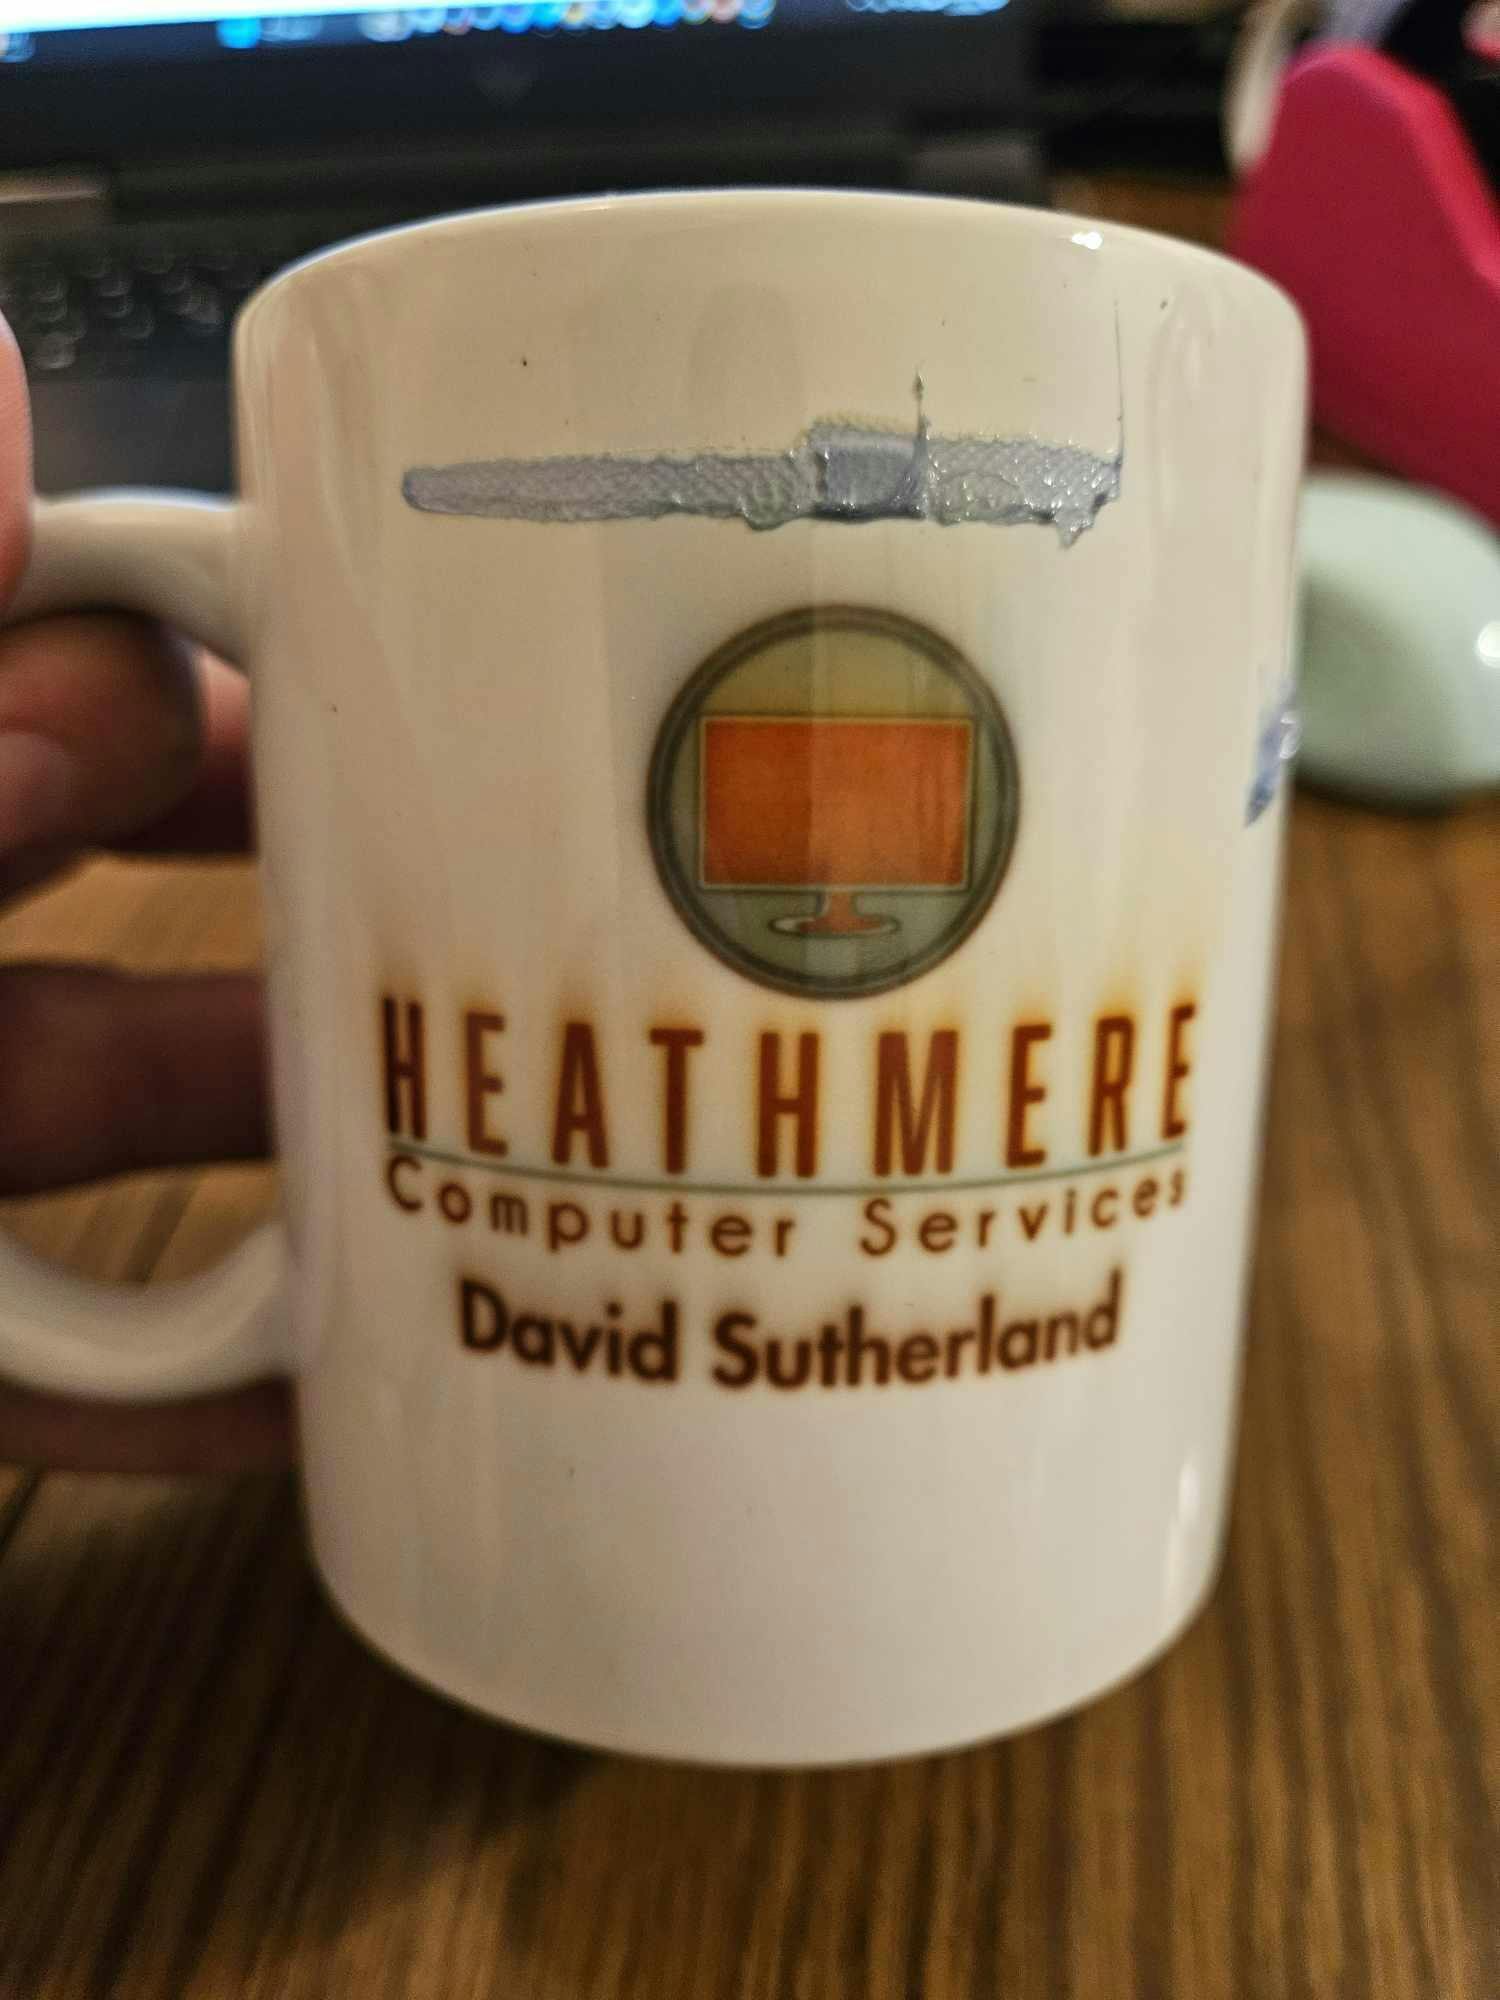 HEATHMERE
Computer Services
David Sutherland